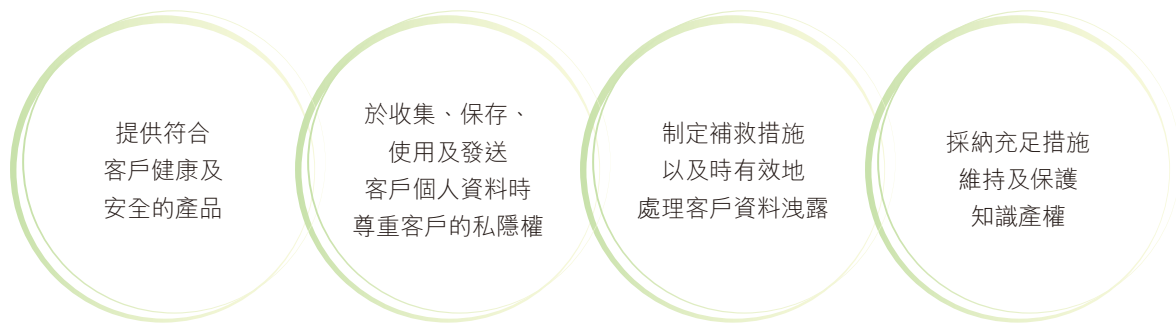 提供符合
客戶健康及
安全的產品
於收集、保存、
使用及發送
客戶個人資料時
尊重客戶的私隱權
制定補救措施
以及時有效地
處理客戶資料洩露
採納充足措施
維持及保護
知識產權